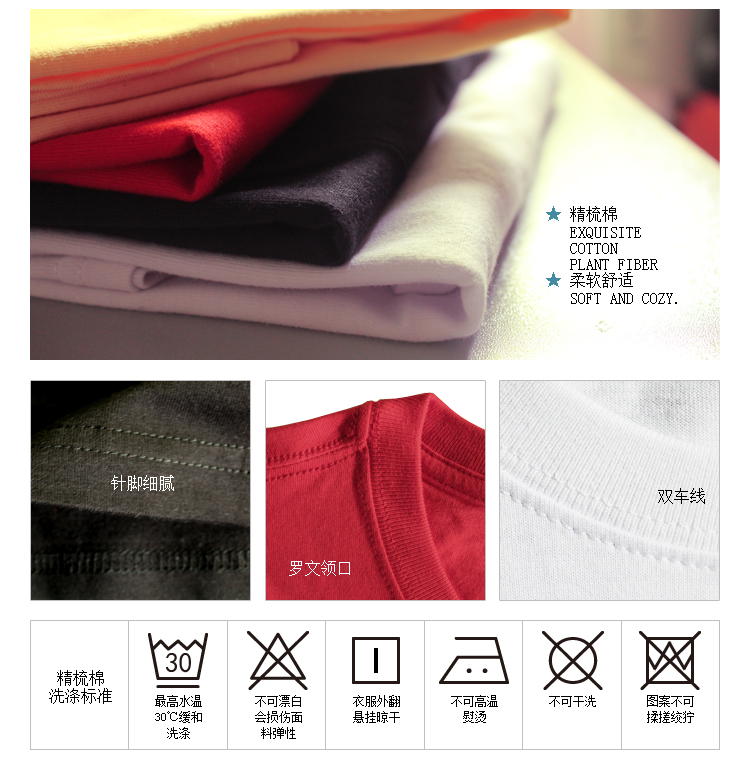 精梳棉
EXQUISITE
COTTON
PLANT FIBER
柔软舒适
SOFT AND COZY.
针脚细腻
罗文领口
双车线
精梳棉
洗涤标准
30
最高水温
30℃缓和
洗涤
不可漂白
会损伤面
料弹性
衣服外翻
悬挂晾干
不可高温
熨烫
不可干洗
图案不可
揉搓绞拧